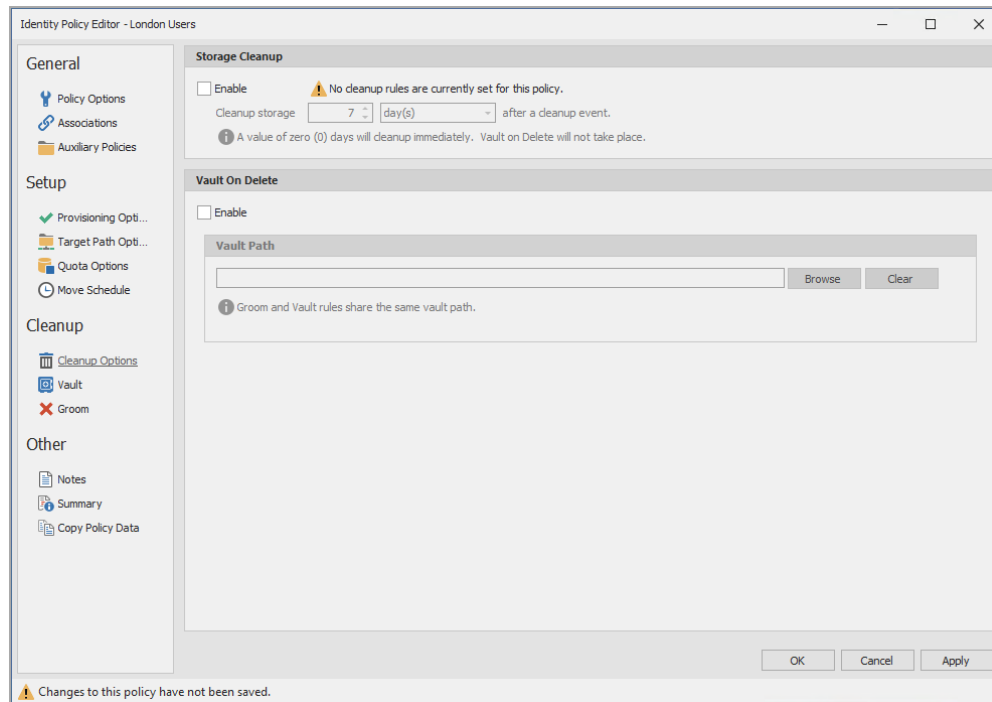 Identity Policy Editor - London Users
General
Policy Options
Associations
Auxiliary Policies
Setup
Provisioning Opti...
Target Path Opti...
Quota Options
Move Schedule
Cleanup
Cleanup Options
Vault
Groom
Other
Notes
Summary
Copy Policy Data
Storage Cleanup
Enable No cleanup rules are currently set for this policy.
Cleanup storage 7 day(s) after a cleanup event.
A value of zero (0) days will cleanup immediately. Vault on Delete will not take place.
Vault On Delete
Enable
Vault Path
Browse Clear
Groom and Vault rules share the same vault path.
OK Cancel Apply
Changes to this policy have not been saved.